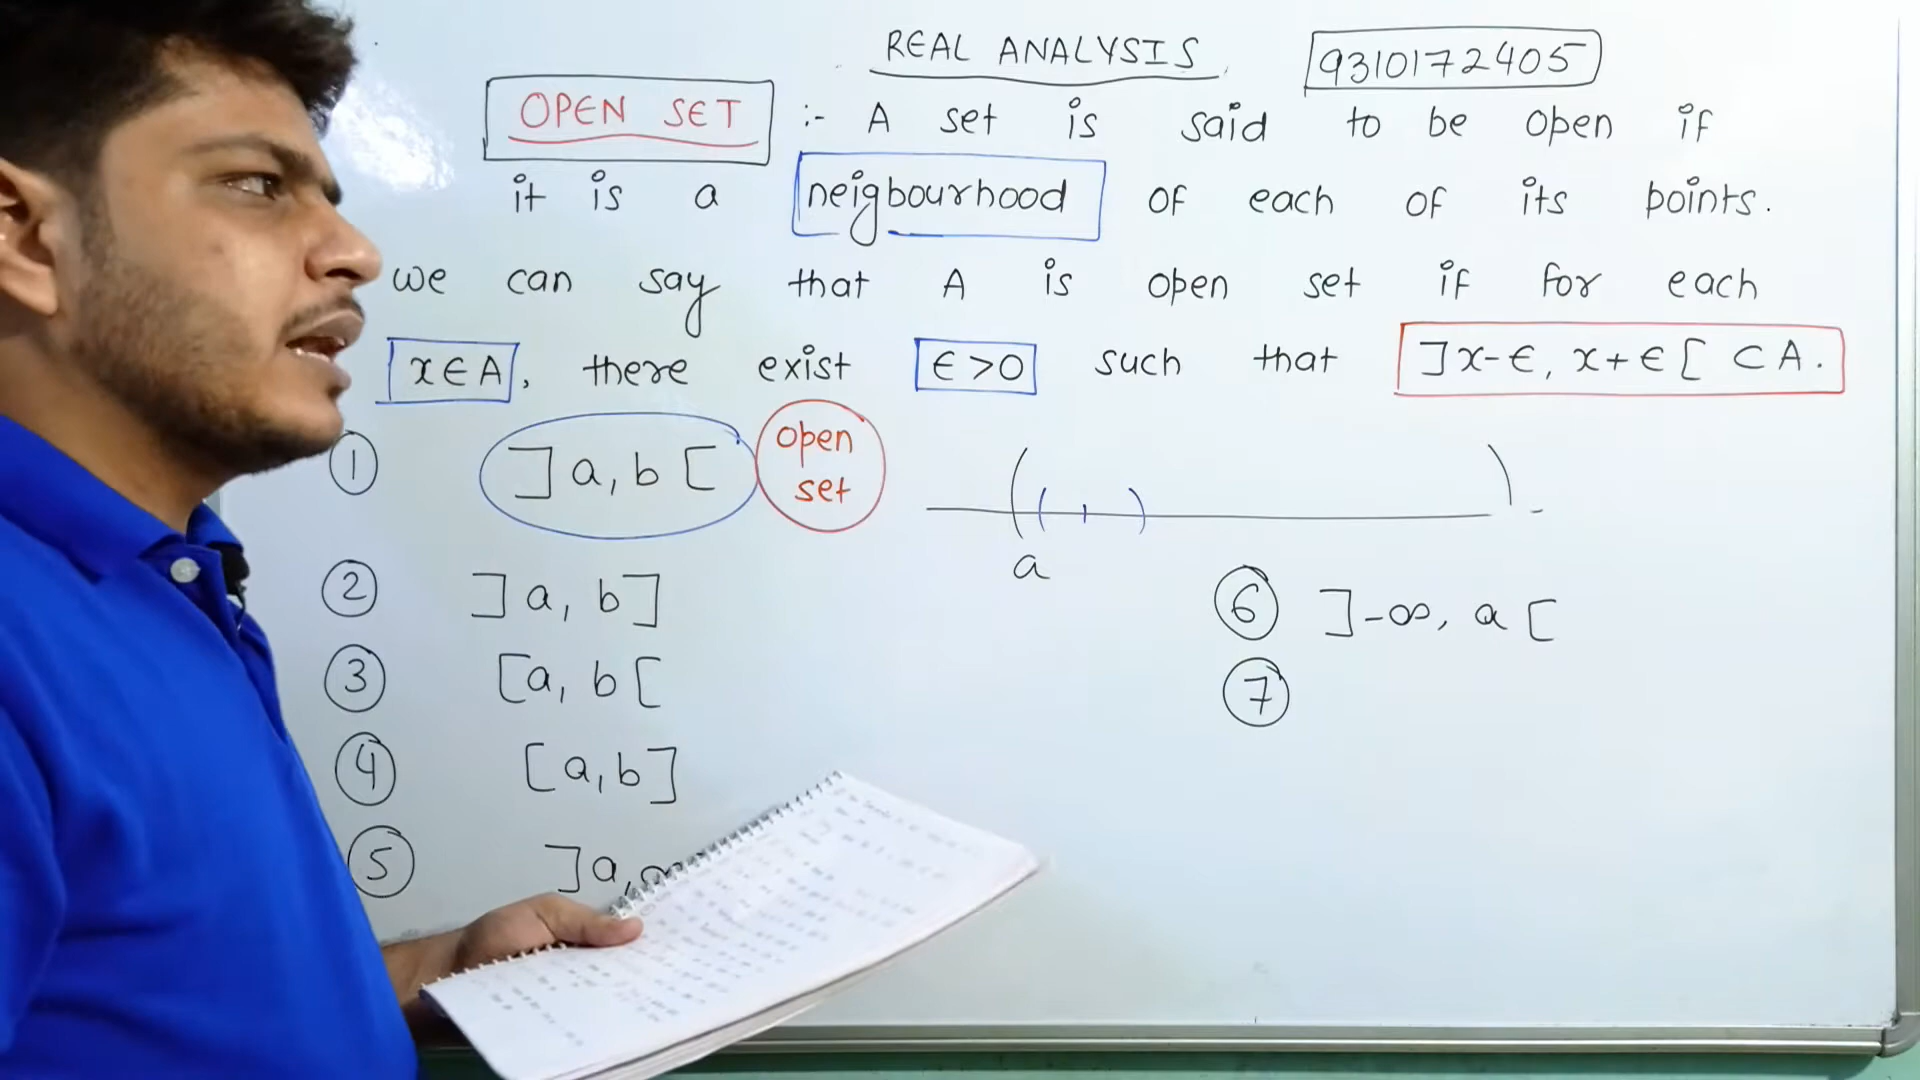 REAL ANALYSIS
9310172405
OPEN SET :- A set is said to be open if
it is a neigbourhood of each of its points.
we can say that A is open set if for each
x∈A, there exist ∈>0 such that ]x-∈, x+∈[ ⊂A.
① ]a,b[ open set
a
② ]a, b]
③ [a, b[
④ [a,b]
⑤ ]a,
⑥ ]-∞, a[
⑦